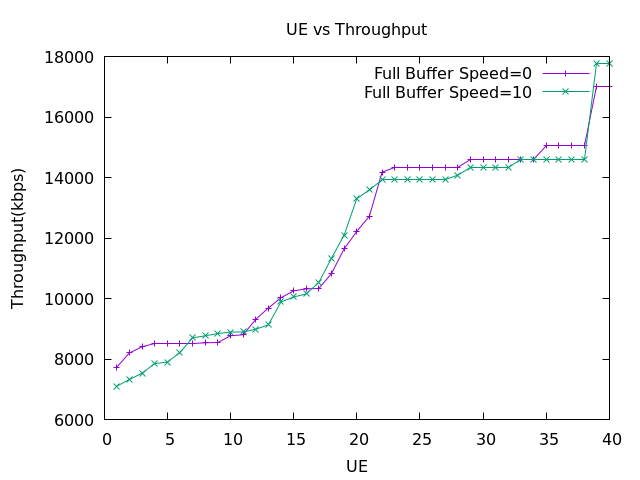 UE vs Throughput
Full Buffer Speed=0
Full Buffer Speed=10
18000
16000
14000
12000
10000
8000
6000
Throughput(kbps)
0 5 10 15 20 25 30 35 40
UE